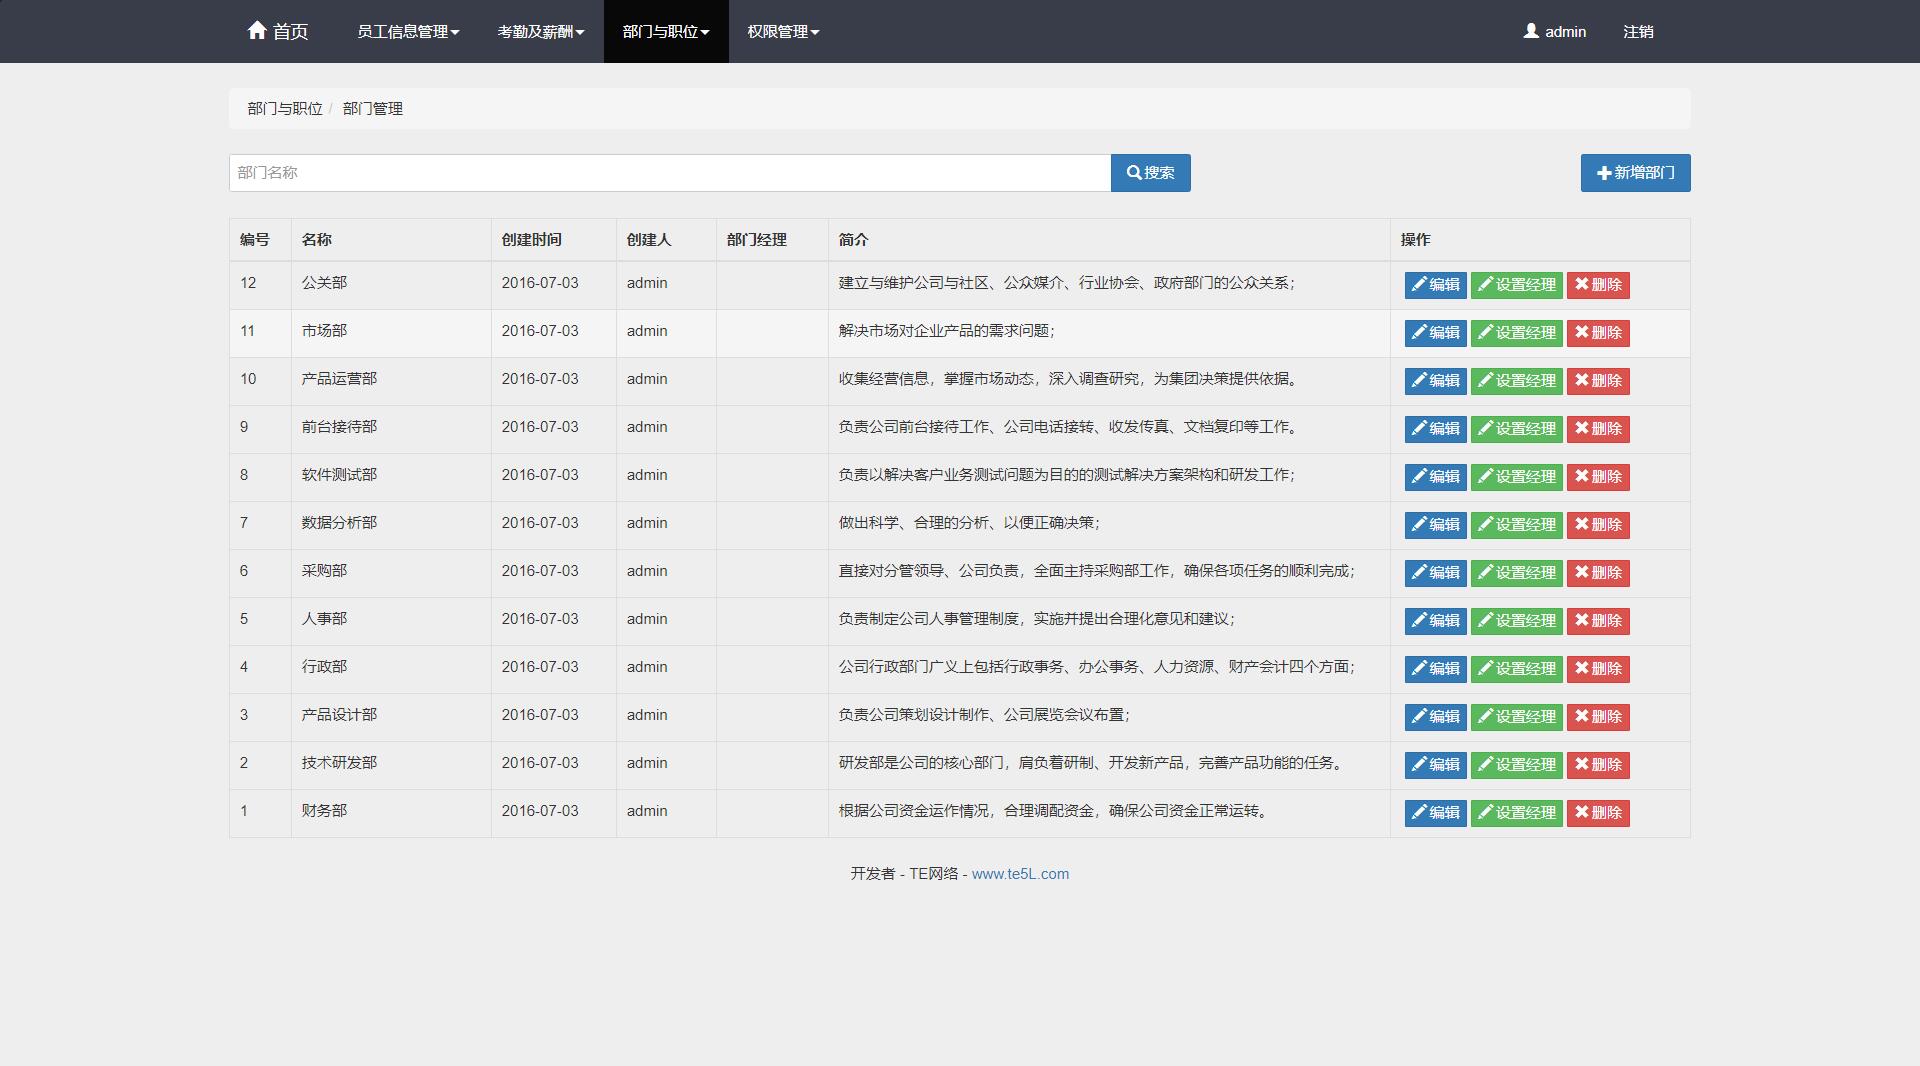 首页 员工信息管理 考勤及薪酬 部门与职位 权限管理 admin 注销
部门与职位 / 部门管理
部门名称 搜索 新增部门
编号 名称 创建时间 创建人 部门经理 简介 操作
12 公关部 2016-07-03 admin 建立与维护公司与社区、公众媒介、行业协会、政府部门的公众关系； 编辑 设置经理 删除
11 市场部 2016-07-03 admin 解决市场对企业产品的需求问题； 编辑 设置经理 删除
10 产品运营部 2016-07-03 admin 收集经营信息，掌握市场动态，深入调查研究，为集团决策提供依据。 编辑 设置经理 删除
9 前台接待部 2016-07-03 admin 负责公司前台接待工作、公司电话接转、收发传真、文档复印等工作。 编辑 设置经理 删除
8 软件测试部 2016-07-03 admin 负责以解决客户业务测试问题为目的的测试解决方案架构和研发工作； 编辑 设置经理 删除
7 数据分析部 2016-07-03 admin 做出科学、合理的分析、以便正确决策； 编辑 设置经理 删除
6 采购部 2016-07-03 admin 直接对分管领导、公司负责，全面主持采购部工作，确保各项任务的顺利完成； 编辑 设置经理 删除
5 人事部 2016-07-03 admin 负责制定公司人事管理制度，实施并提出合理化意见和建议； 编辑 设置经理 删除
4 行政部 2016-07-03 admin 公司行政部门广义上包括行政事务、办公事务、人力资源、财产会计四个方面； 编辑 设置经理 删除
3 产品设计部 2016-07-03 admin 负责公司策划设计制作、公司展览会议布置； 编辑 设置经理 删除
2 技术研发部 2016-07-03 admin 研发部是公司的核心部门，肩负着研制、开发新产品，完善产品功能的任务。 编辑 设置经理 删除
1 财务部 2016-07-03 admin 根据公司资金运作情况，合理调配资金，确保公司资金正常运转。 编辑 设置经理 删除
开发者 - TE网络 - www.te5L.com